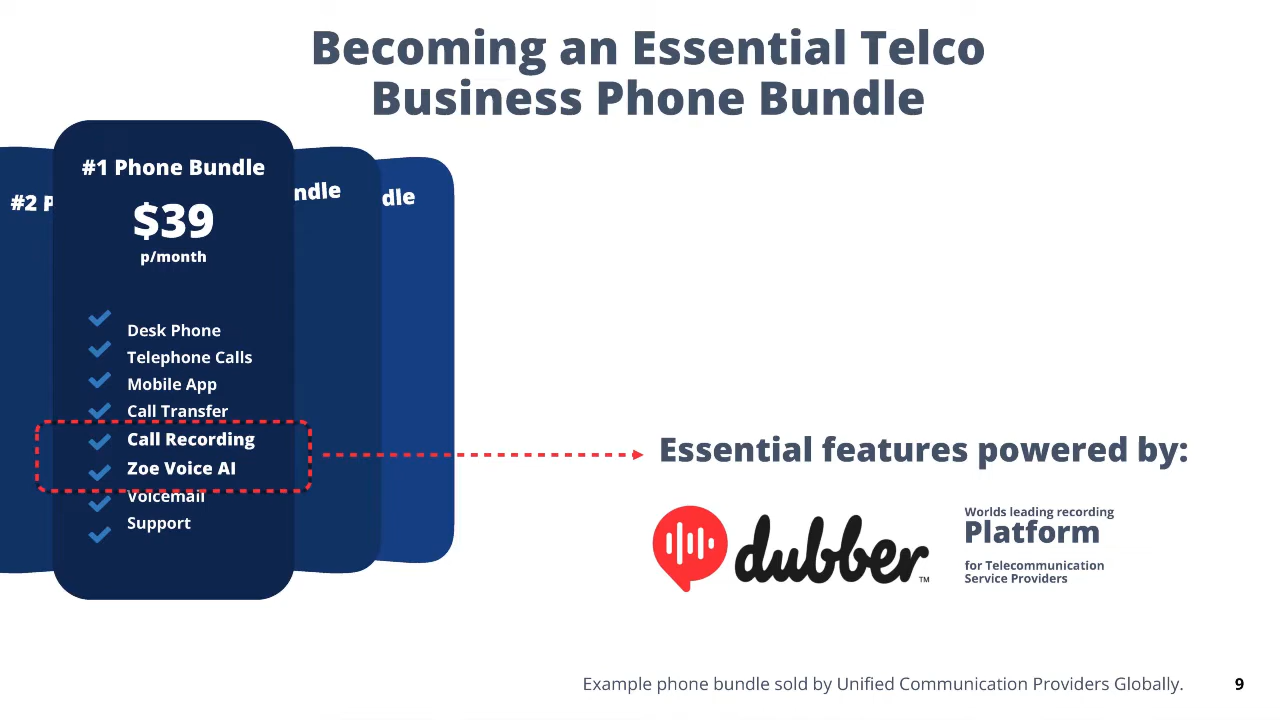 Becoming an Essential Telco
Business Phone Bundle
#1 Phone Bundle
#2 P
ndle
dle
$39
p/month
Desk Phone
Telephone Calls
Mobile App
Call Transfer
Call Recording
Zoe Voice AI
Voicemail
Support
Essential features powered by:
dubber™
Worlds leading recording
Platform
for Telecommunication
Service Providers
Example phone bundle sold by Unified Communication Providers Globally.
9